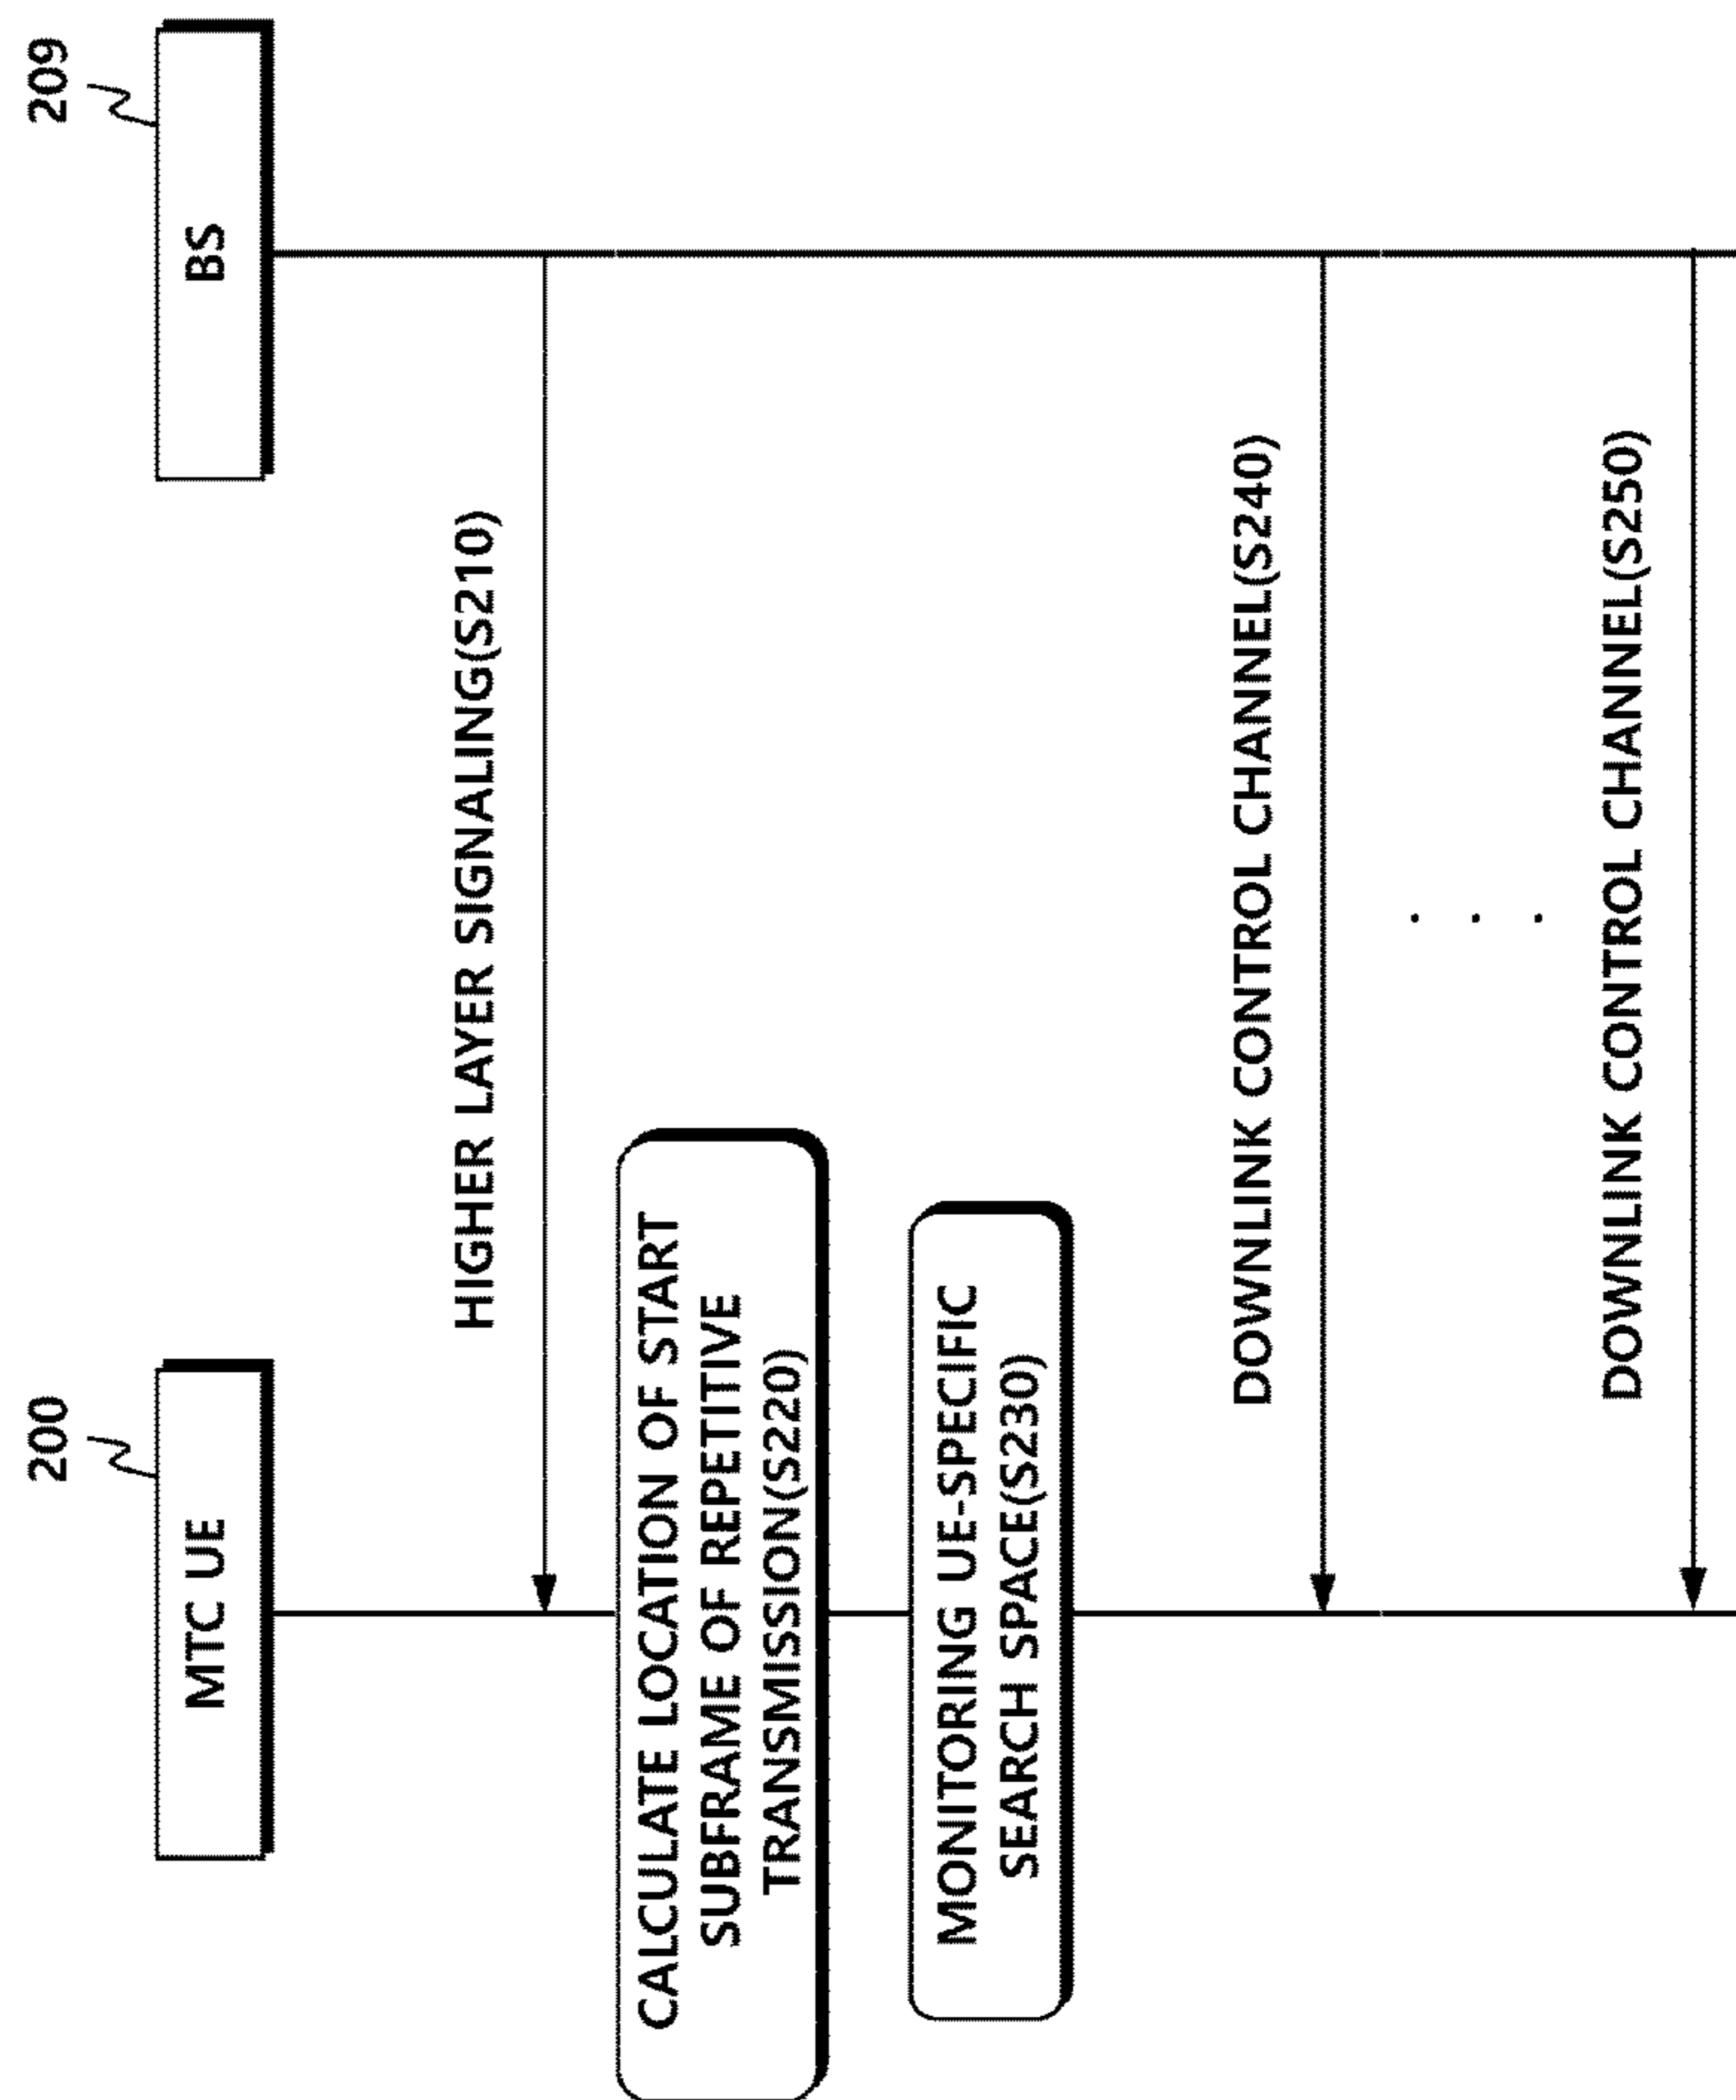 200
209
MTC UE
BS
HIGHER LAYER SIGNALING(S210)
CALCULATE LOCATION OF START
SUBFRAME OF REPETITIVE
TRANSMISSION(S220)
MONITORING UE-SPECIFIC
SEARCH SPACE(S230)
DOWNLINK CONTROL CHANNEL(S240)
. . .
DOWNLINK CONTROL CHANNEL(S250)